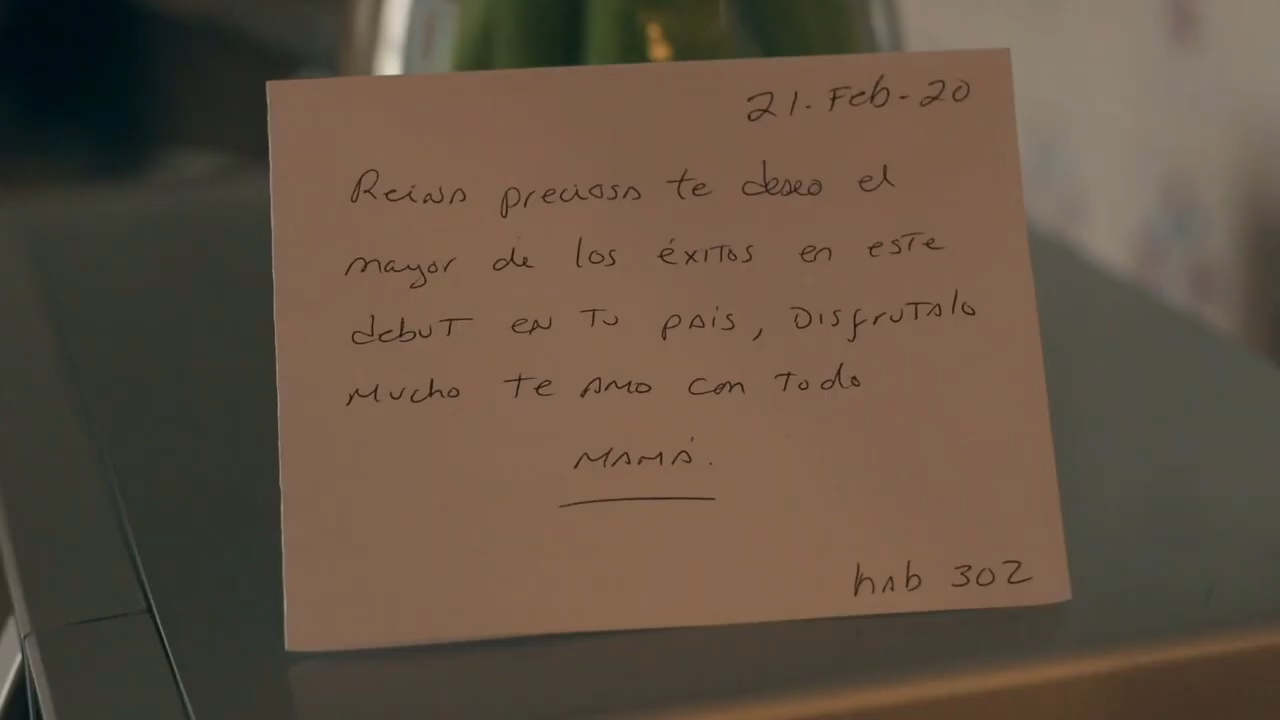 21. Feb - 20
Reina preciosa te deseo el
mayor de los éxitos en este
debut en tu país, Disfrutalo
Mucho te amo con todo
MAMÁ.
hab 302